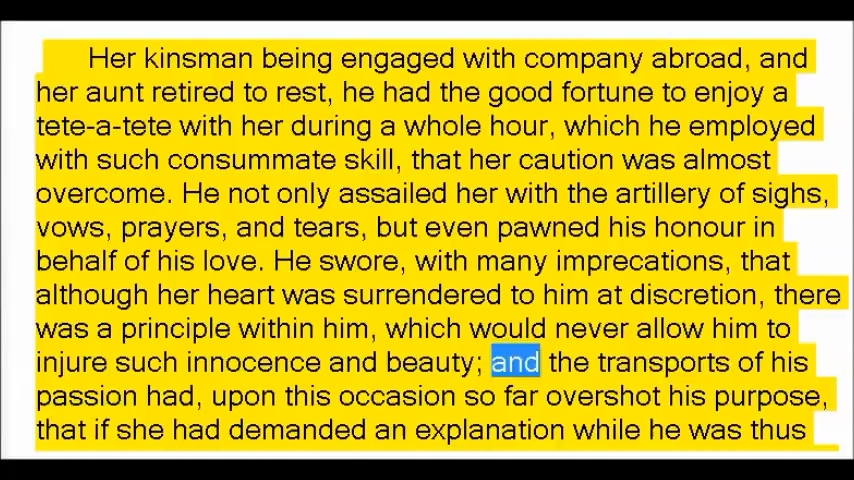 Her kinsman being engaged with company abroad, and
her aunt retired to rest, he had the good fortune to enjoy a
tete-a-tete with her during a whole hour, which he employed
with such consummate skill, that her caution was almost
overcome. He not only assailed her with the artillery of sighs,
vows, prayers, and tears, but even pawned his honour in
behalf of his love. He swore, with many imprecations, that
although her heart was surrendered to him at discretion, there
was a principle within him, which would never allow him to
injure such innocence and beauty; and the transports of his
passion had, upon this occasion so far overshot his purpose,
that if she had demanded an explanation while he was thus